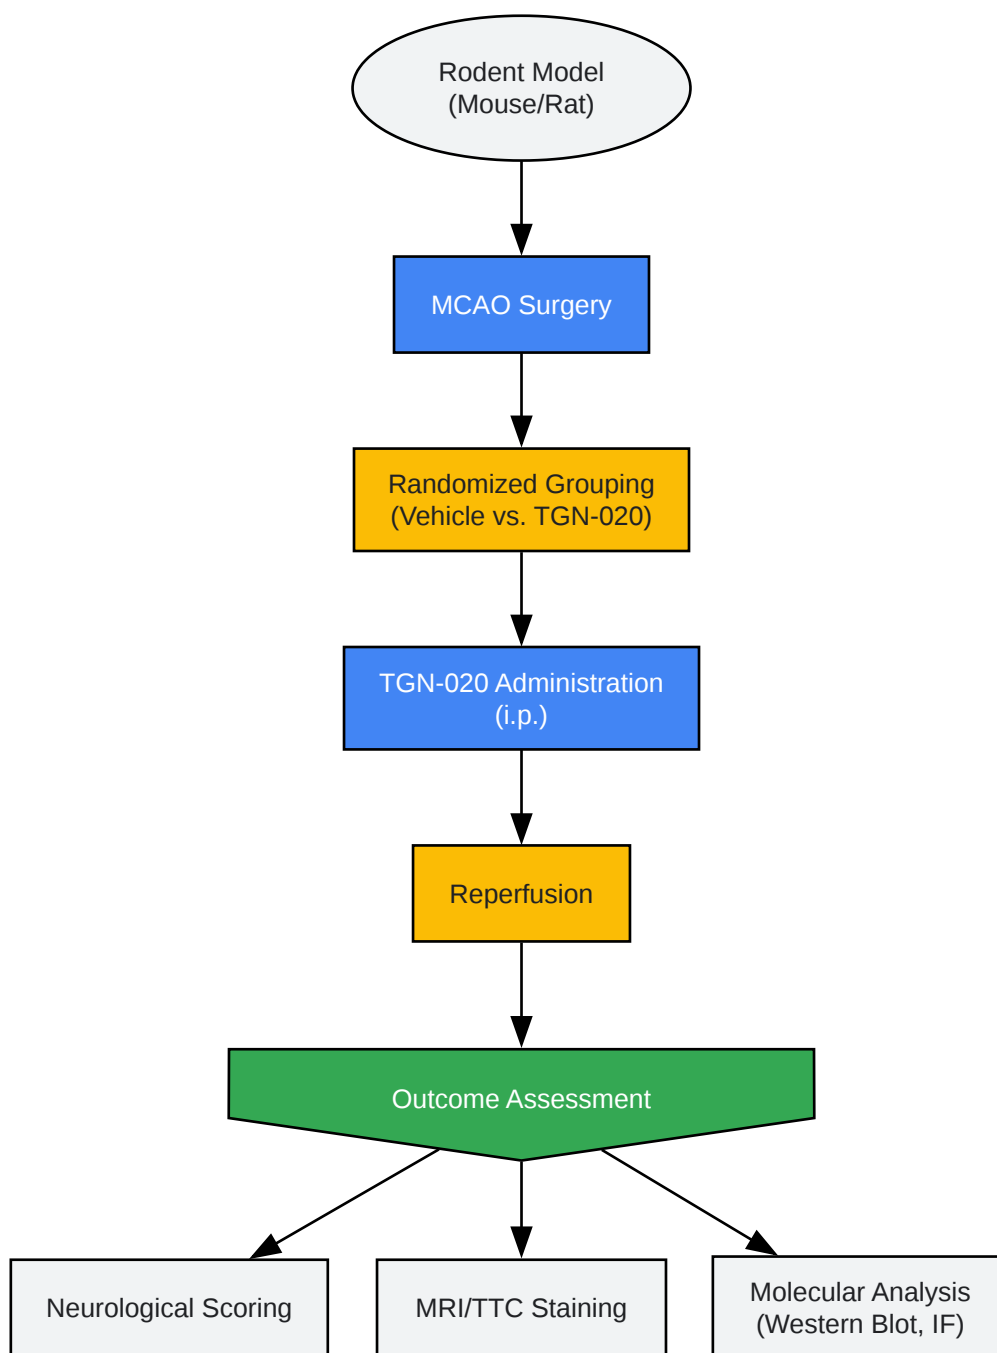 Rodent Model
(Mouse/Rat)
MCAO Surgery
Randomized Grouping
(Vehicle vs. TGN-020)
TGN-020 Administration
(i.p.)
Reperfusion
Outcome Assessment
Neurological Scoring
MRI/TTC Staining
Molecular Analysis
(Western Blot, IF)